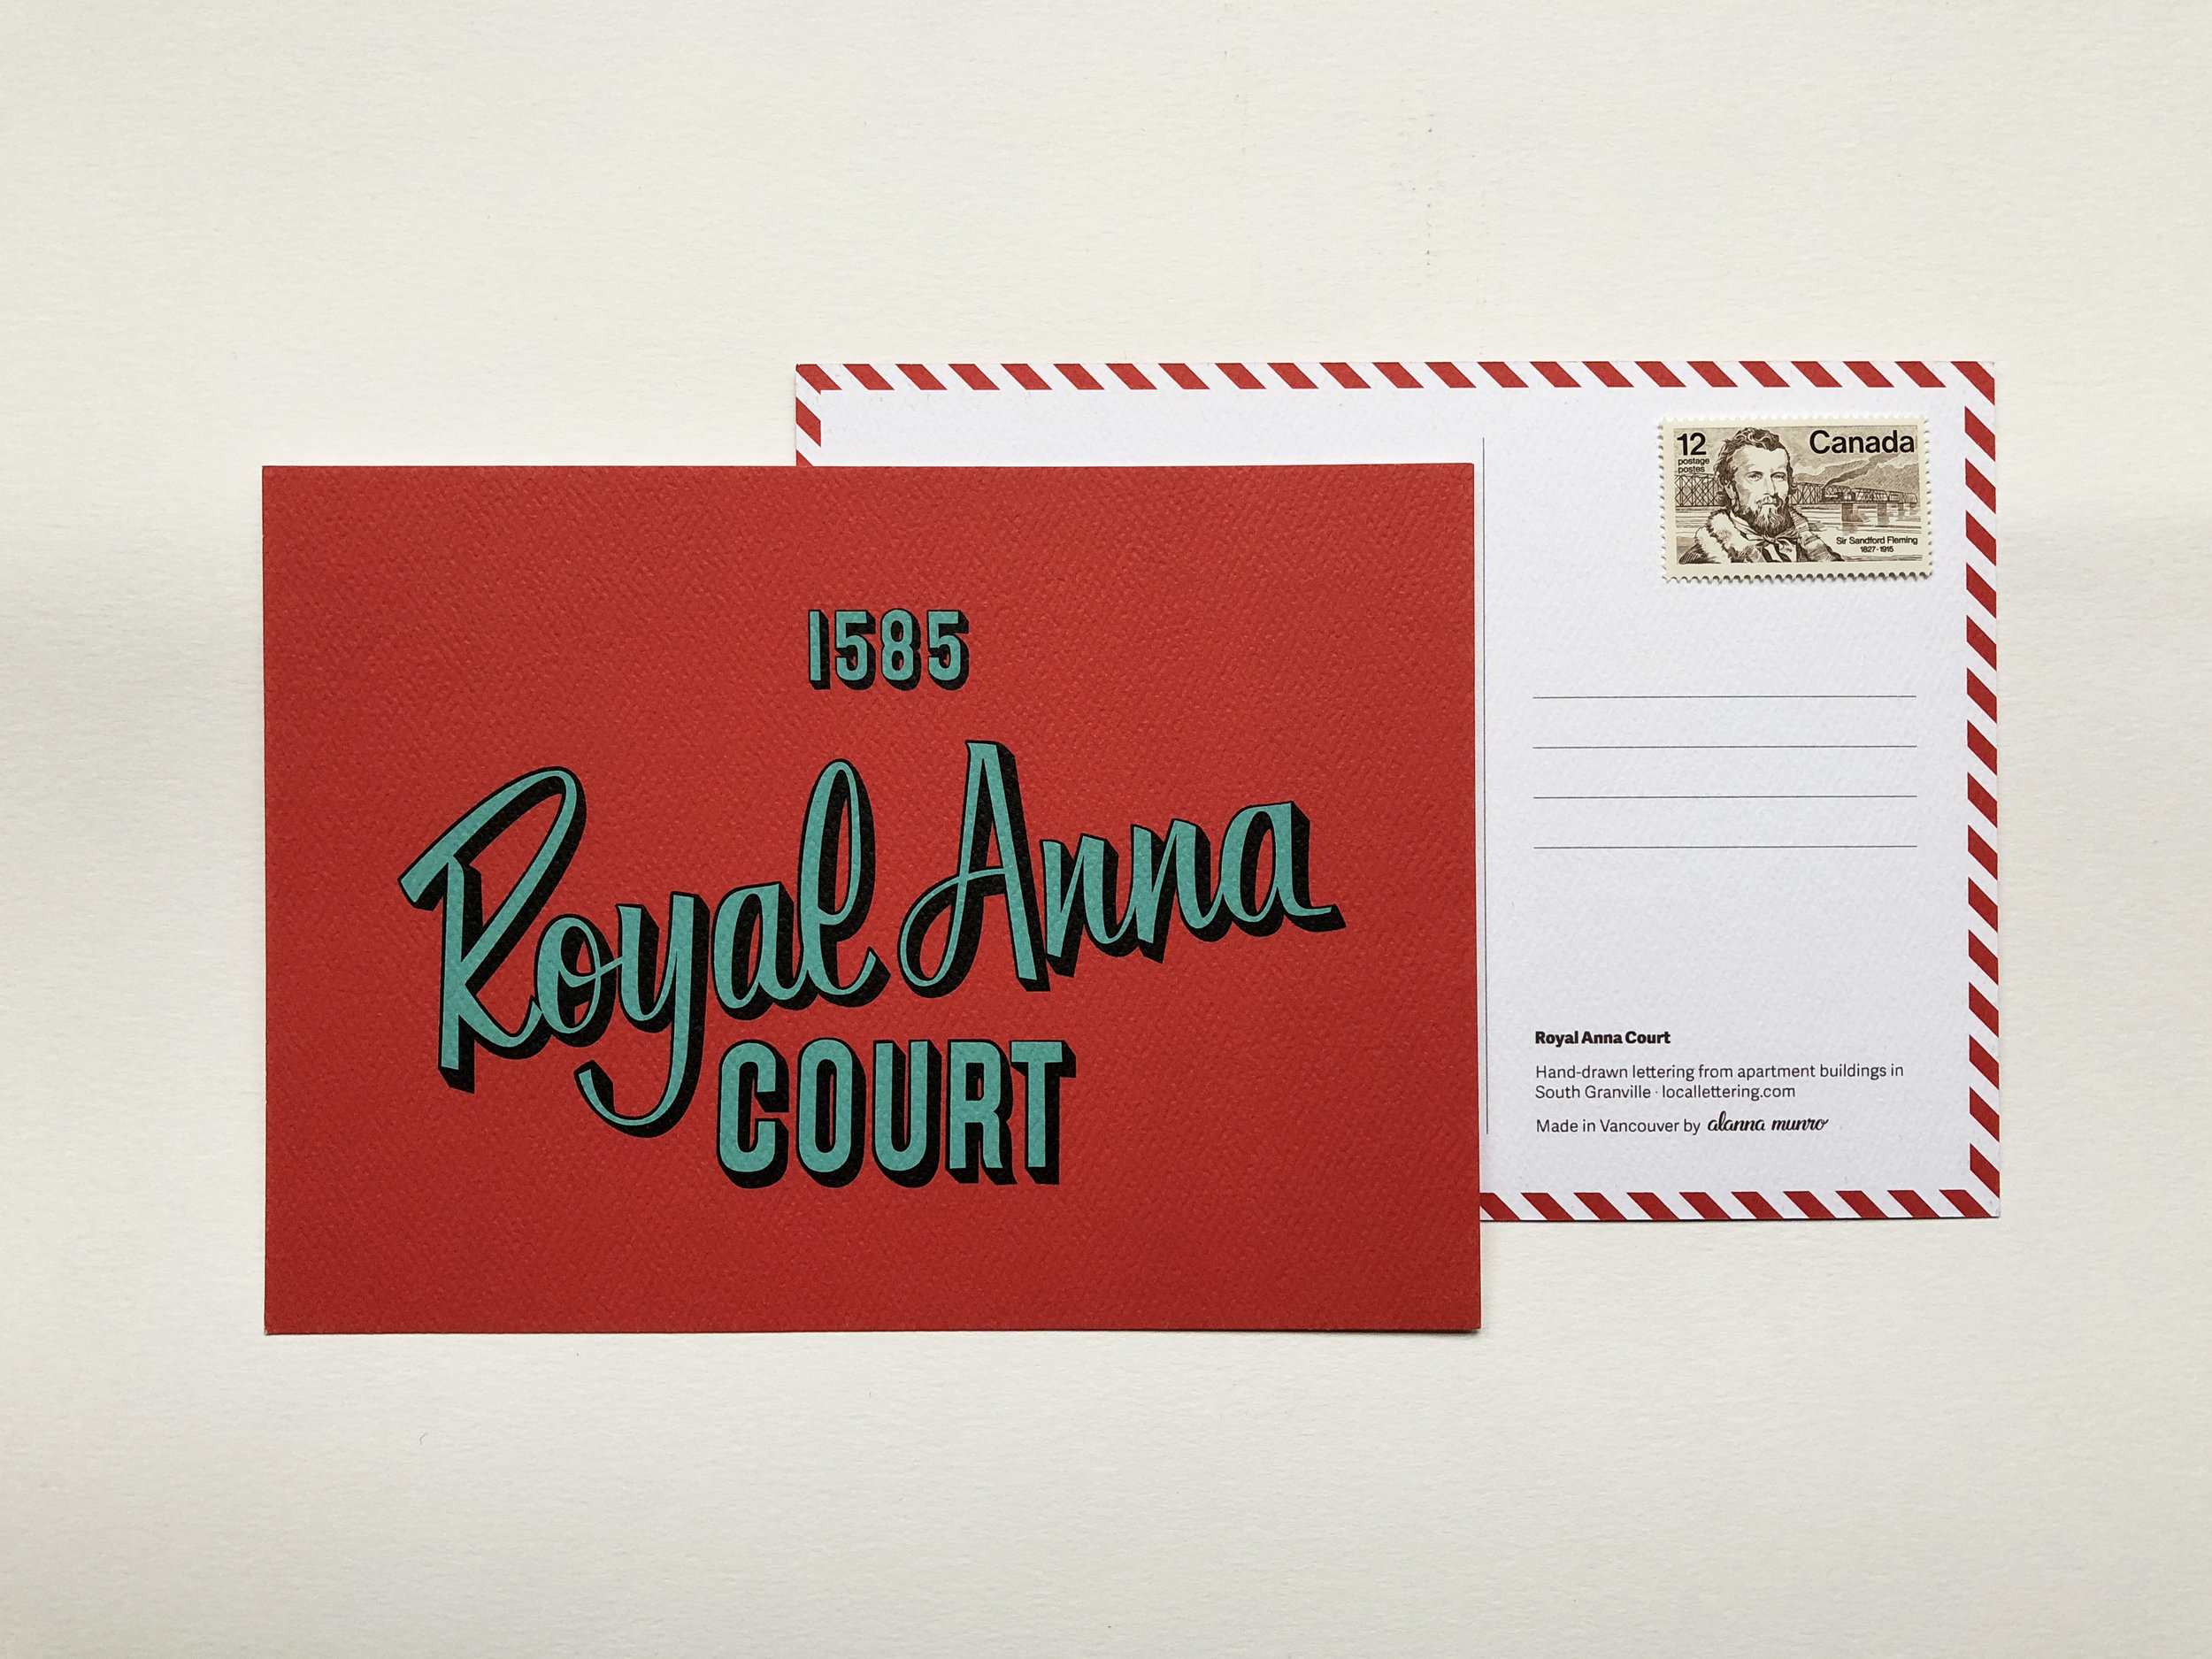 1585
Royal Anna
COURT
12
postage
postes
Canada
Sir Sandford Fleming
1827-1915
Royal Anna Court
Hand-drawn lettering from apartment buildings in
South Granville · locallettering.com
Made in Vancouver by alanna munro